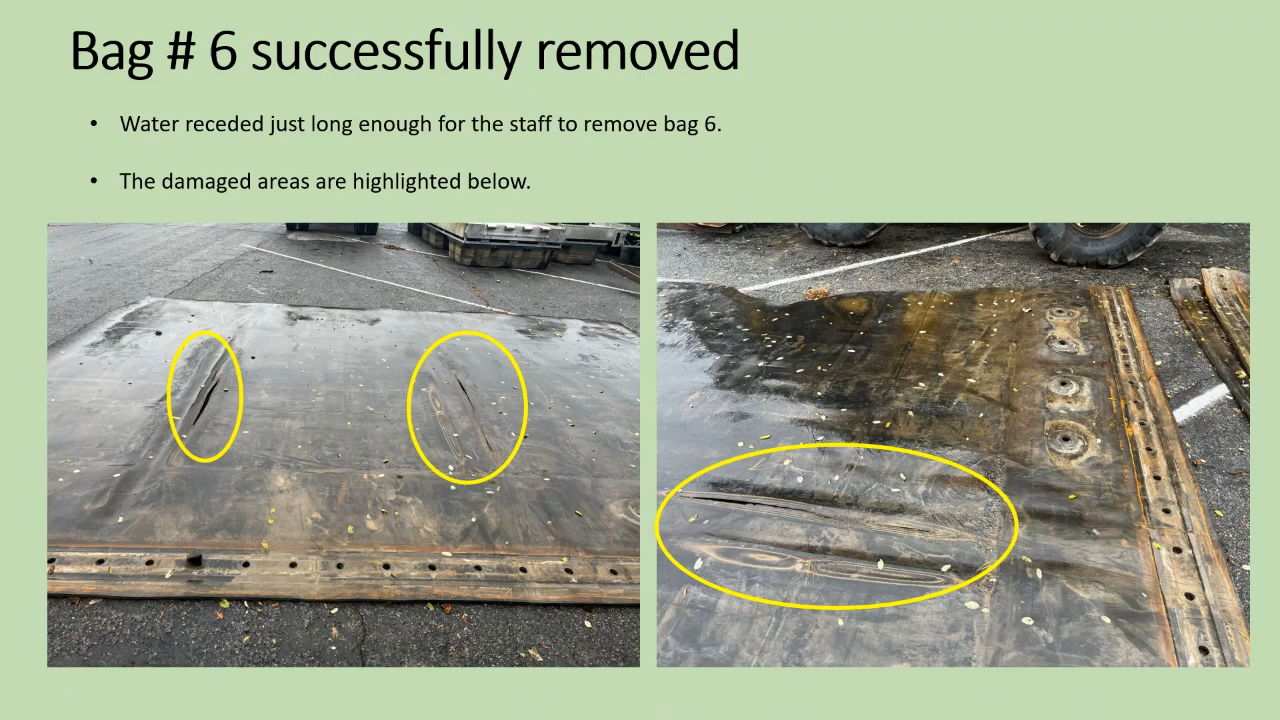 Bag # 6 successfully removed
• Water receded just long enough for the staff to remove bag 6.
• The damaged areas are highlighted below.